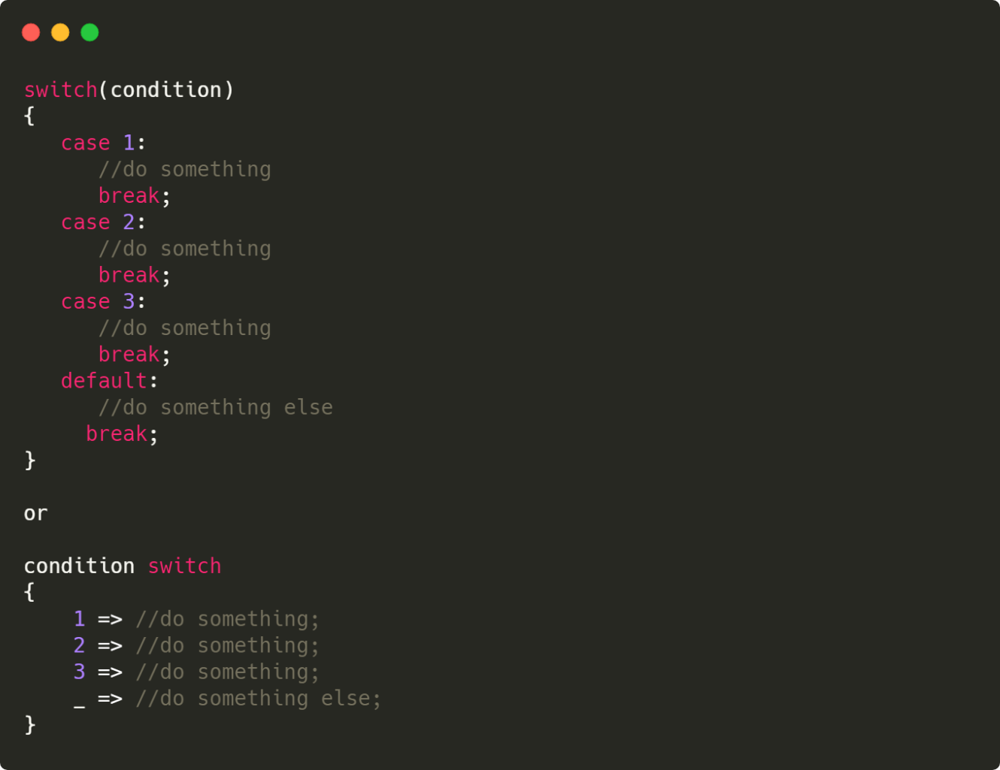 switch(condition)
{
   case 1:
      //do something
      break;
   case 2:
      //do something
      break;
   case 3:
      //do something
      break;
   default:
      //do something else
     break;
}

or

condition switch
{
    1 => //do something;
    2 => //do something;
    3 => //do something;
    _ => //do something else;
}